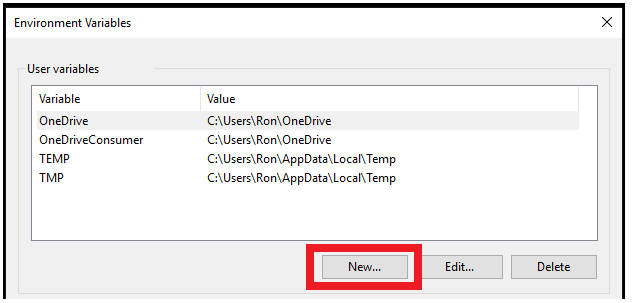 Environment Variables
User variables
Variable Value
OneDrive C:\Users\Ron\OneDrive
OneDriveConsumer C:\Users\Ron\OneDrive
TEMP C:\Users\Ron\AppData\Local\Temp
TMP C:\Users\Ron\AppData\Local\Temp
New... Edit... Delete